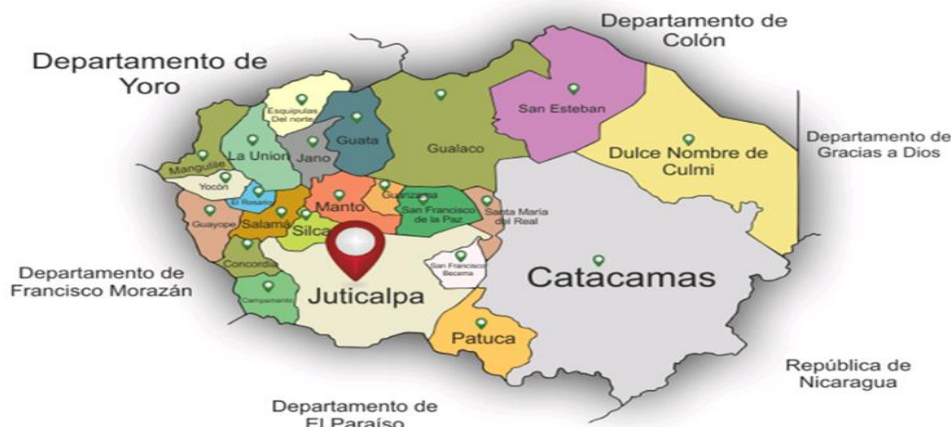 Departamento de
Colón
Departamento de
Yoro
Esquipulas
Del norte
San Esteban
Guata
La Union
Jano
Gualaco
Departamento de
Gracias a Dios
Dulce Nombre de
Culmi
Mangulile
Yocón
El Rosario
Guarizama
Manto
San Francisco
de la Paz
Santa María
del Real
Guayope
Salamá
Silca
Concordia
San Francisco
Becerra
Departamento de
Francisco Morazán
Catacamas
Campamento
Juticalpa
Patuca
República de
Nicaragua
Departamento de
El Paraíso